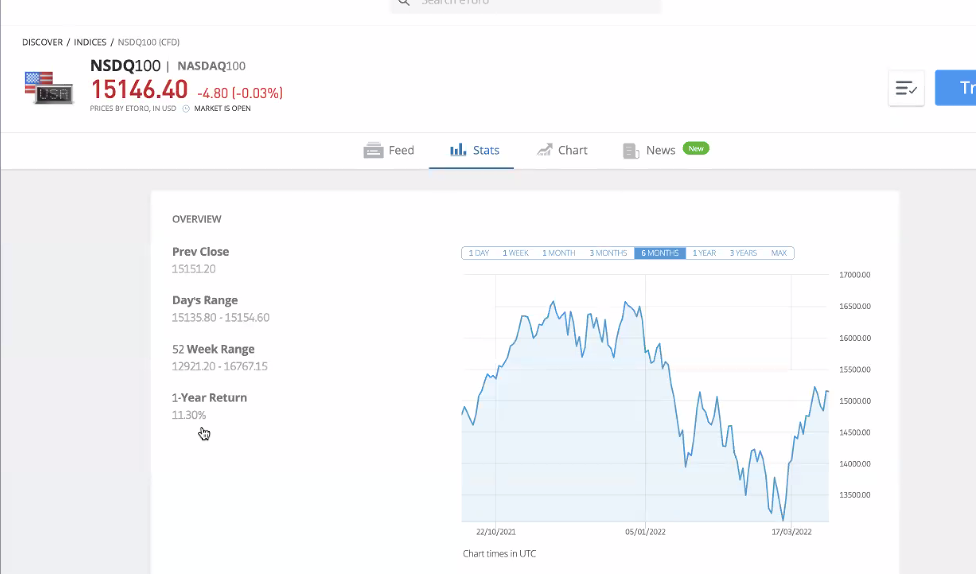 Search eToro
DISCOVER / INDICES / NSDQ100 (CFD)
NSDQ100 | NASDAQ100
USA
15146.40 -4.80 (-0.03%)
PRICES BY ETORO, IN USD MARKET IS OPEN
Tr
Feed Stats Chart News New
OVERVIEW
Prev Close
15151.20
Day's Range
15135.80 - 15154.60
52 Week Range
12921.20 - 16767.15
1-Year Return
11.30%
1 DAY 1 WEEK 1 MONTH 3 MONTHS 6 MONTHS 1 YEAR 3 YEARS MAX
17000.00
16500.00
16000.00
15500.00
15000.00
14500.00
14000.00
13500.00
22/10/2021 05/01/2022 17/03/2022
Chart times in UTC